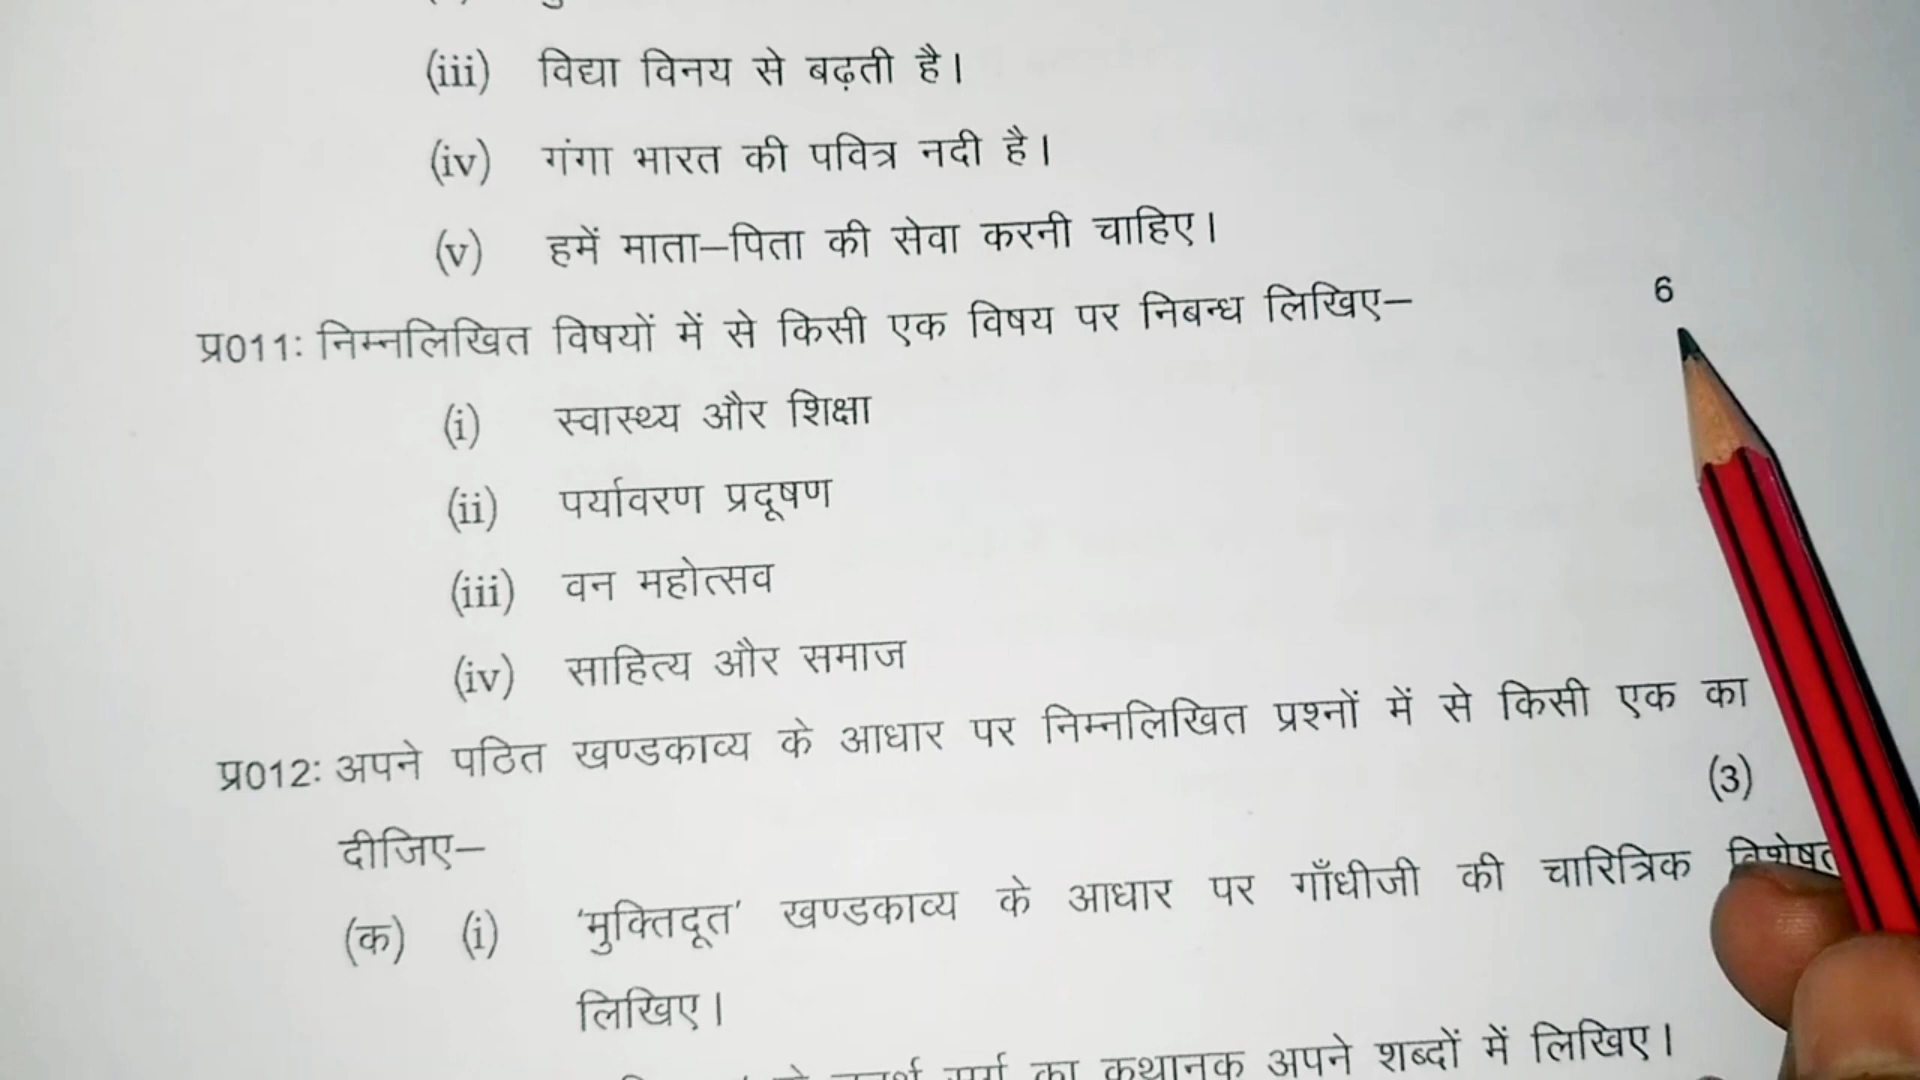 (iii) विद्या विनय से बढ़ती है।
(iv) गंगा भारत की पवित्र नदी है।
(v) हमें माता–पिता की सेवा करनी चाहिए।
प्र011: निम्नलिखित विषयों में से किसी एक विषय पर निबन्ध लिखिए– 6
(i) स्वास्थ्य और शिक्षा
(ii) पर्यावरण प्रदूषण
(iii) वन महोत्सव
(iv) साहित्य और समाज
प्र012: अपने पठित खण्डकाव्य के आधार पर निम्नलिखित प्रश्नों में से किसी एक का
(3)
दीजिए–
(क) (i) 'मुक्तिदूत' खण्डकाव्य के आधार पर गाँधीजी की चारित्रिक
लिखिए।
का कथानक अपने शब्दों में लिखिए।